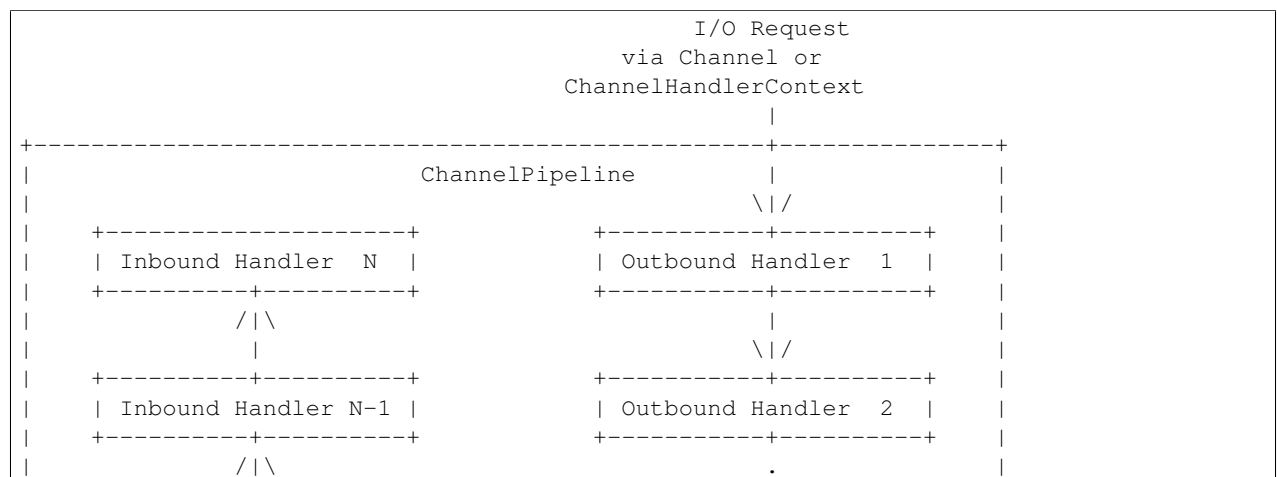 I/O Request
                                          via Channel or
                                      ChannelHandlerContext
                                                    |
+---------------------------------------------------+---------------+
|                           ChannelPipeline         |               |
|                                                  \|/              |
|    +---------------------+            +-----------+----------+    |
|    | Inbound Handler  N  |            | Outbound Handler  1  |    |
|    +----------+----------+            +-----------+----------+    |
|              /|\                                  |               |
|               |                                  \|/              |
|    +----------+----------+            +-----------+----------+    |
|    | Inbound Handler N-1 |            | Outbound Handler  2  |    |
|    +----------+----------+            +-----------+----------+    |
|              /|\                                  .               |